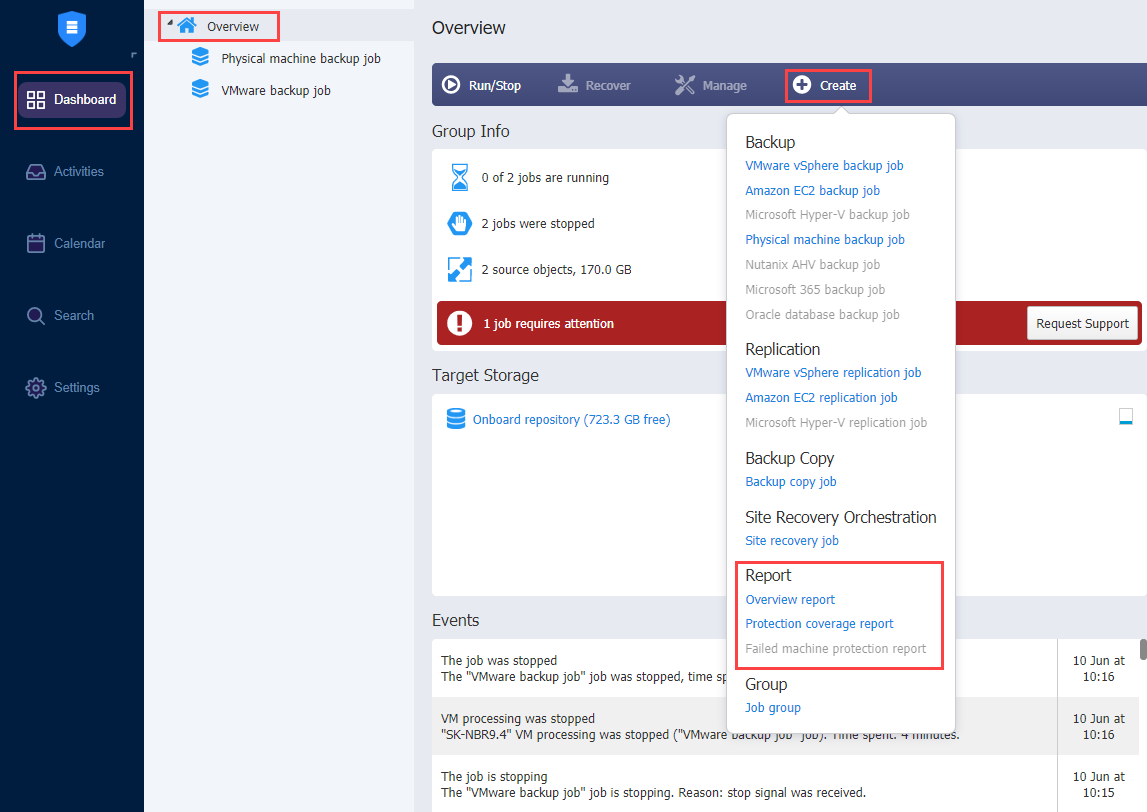 Dashboard
Activities
Calendar
Search
Settings
Overview
Physical machine backup job
VMware backup job
Overview
Run/Stop
Recover
Manage
Create
Group Info
0 of 2 jobs are running
2 jobs were stopped
2 source objects, 170.0 GB
1 job requires attention
Request Support
Target Storage
Onboard repository (723.3 GB free)
Backup
VMware vSphere backup job
Amazon EC2 backup job
Microsoft Hyper-V backup job
Physical machine backup job
Nutanix AHV backup job
Microsoft 365 backup job
Oracle database backup job
Replication
VMware vSphere replication job
Amazon EC2 replication job
Microsoft Hyper-V replication job
Backup Copy
Backup copy job
Site Recovery Orchestration
Site recovery job
Report
Overview report
Protection coverage report
Failed machine protection report
Group
Job group
Events
The job was stopped
The "VMware backup job" job was stopped, time sp
10 Jun at
10:16
VM processing was stopped
"SK-NBR9.4" VM processing was stopped ("VMware backup job" job). Time spent: 4 minutes.
10 Jun at
10:16
The job is stopping
The "VMware backup job" job is stopping. Reason: stop signal was received.
10 Jun at
10:15